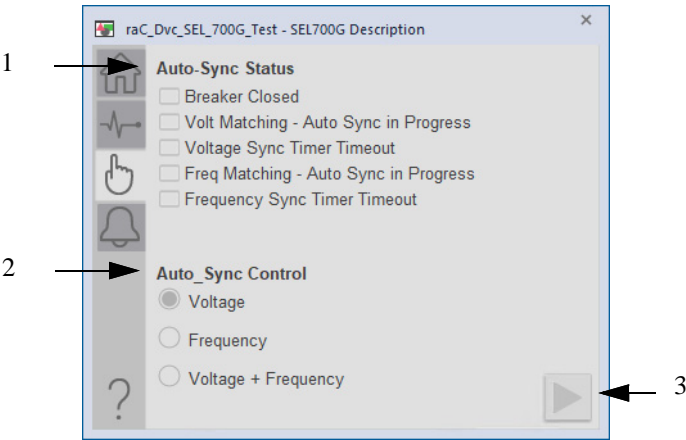 raC_Dvc_SEL_700G_Test - SEL700G Description
1
Auto-Sync Status
Breaker Closed
Volt Matching - Auto Sync in Progress
Voltage Sync Timer Timeout
Freq Matching - Auto Sync in Progress
Frequency Sync Timer Timeout
2
Auto_Sync Control
Voltage
Frequency
Voltage + Frequency
?
3